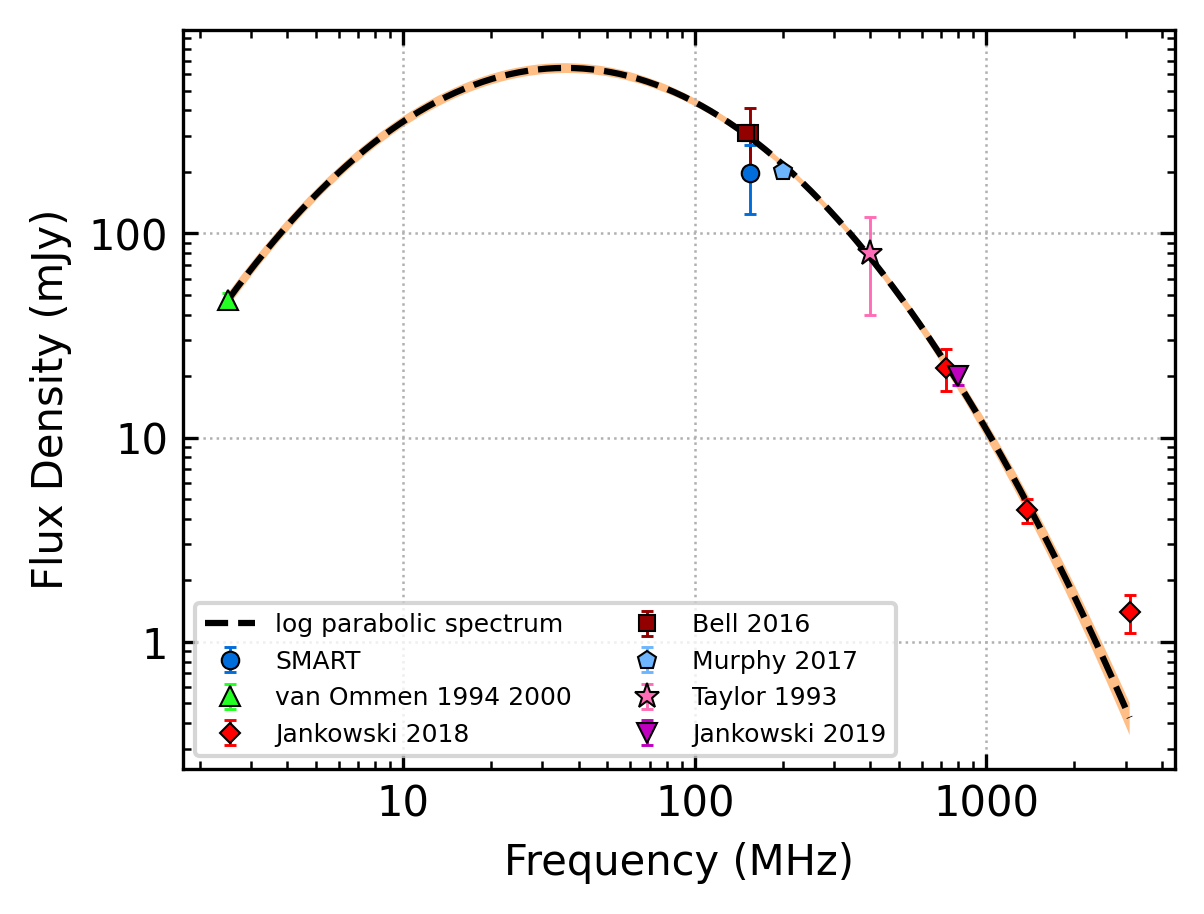 Flux Density (mJy)
100
10
1
log parabolic spectrum
SMART
van Ommen 1994 2000
Jankowski 2018
Bell 2016
Murphy 2017
Taylor 1993
Jankowski 2019
10 100 1000
Frequency (MHz)